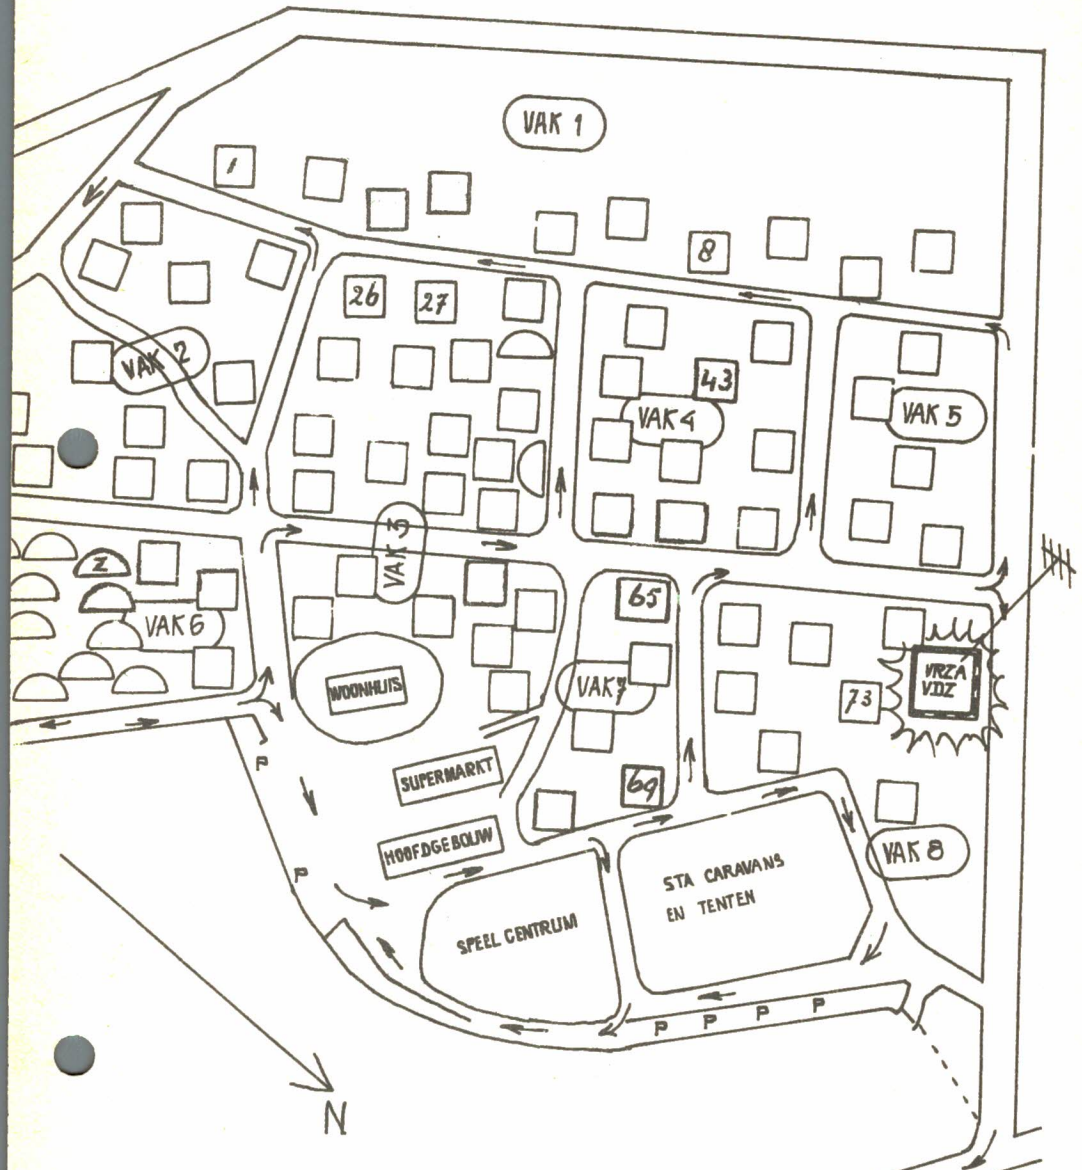 VAK 1
1
8
26
27
VAK 2
43
VAK 4
VAK 5
VAK 3
Z
VAK 6
65
WOONHUIS
VAK 7
VRZA
VDZ
73
P
SUPERMARKT
69
HOOFDGEBOUW
VAK 8
P
STA CARAVANS
EN TENTEN
SPEEL CENTRUM
P P P P
N